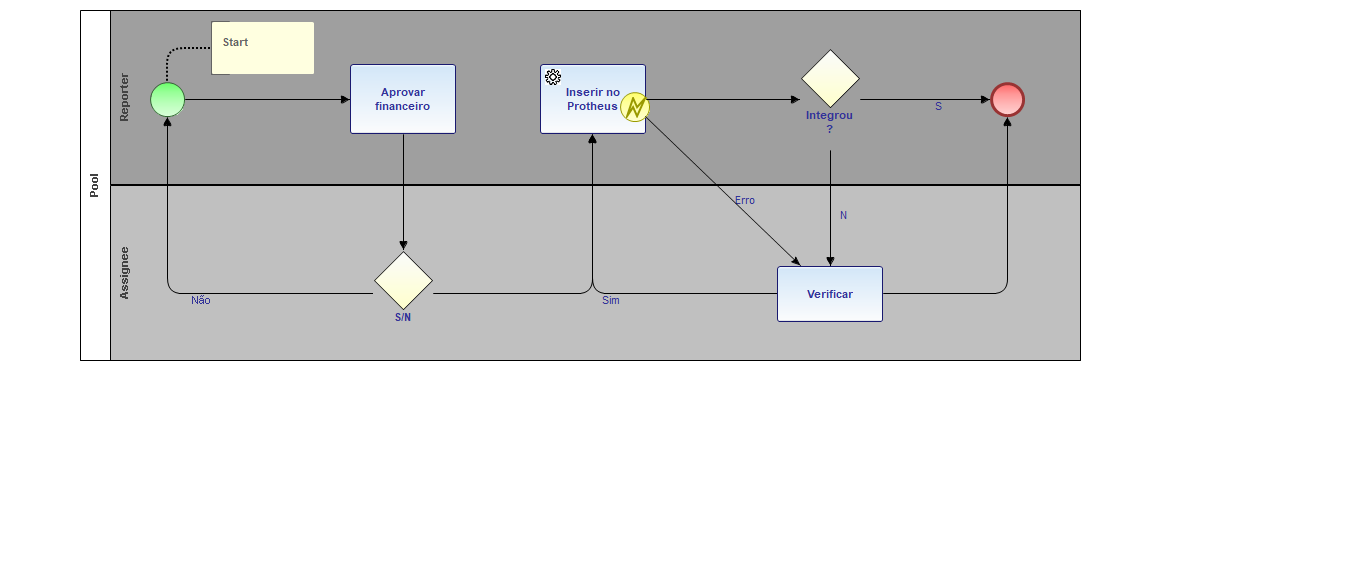 Pool
Reporter
Start
Aprovar
financeiro
Inserir no
Protheus
Integrou
?
S
Erro
N
Assignee
Não
S/N
Sim
Verificar